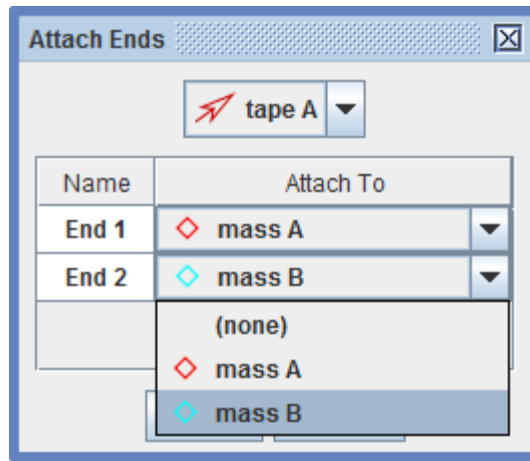 Attach Ends
tape A
Name Attach To
End 1 mass A
End 2 mass B
(none)
mass A
mass B